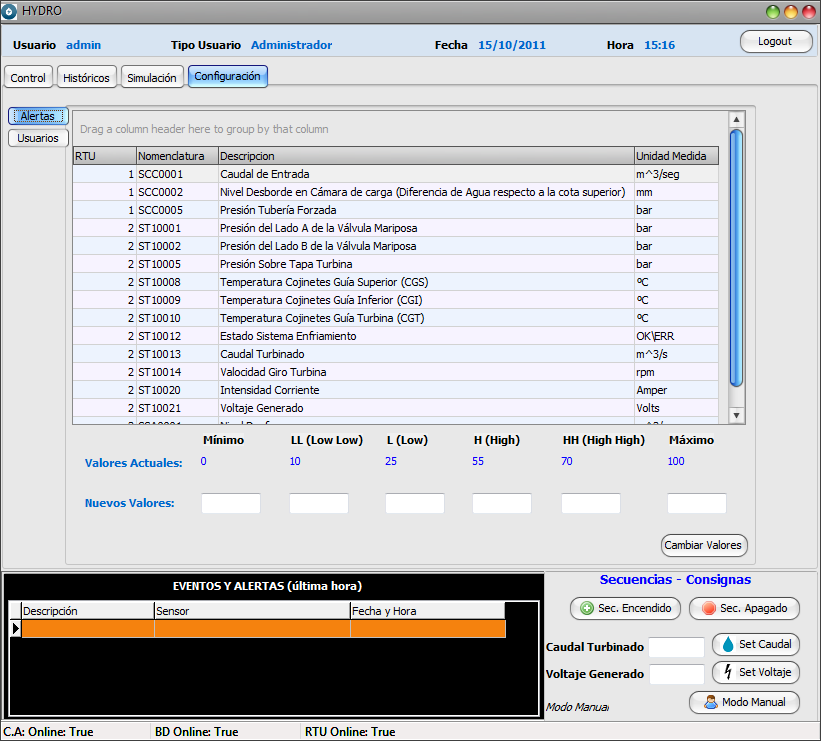 HYDRO
Usuario admin Tipo Usuario Administrador Fecha 15/10/2011 Hora 15:16 Logout
Control Históricos Simulación Configuración
Alertas
Usuarios
Drag a column header here to group by that column
RTU Nomenclatura Descripcion Unidad Medida
1 SCC0001 Caudal de Entrada m^3/seg
1 SCC0002 Nivel Desborde en Cámara de carga (Diferencia de Agua respecto a la cota superior) mm
1 SCC0005 Presión Tubería Forzada bar
2 ST10001 Presión del Lado A de la Válvula Mariposa bar
2 ST10002 Presión del Lado B de la Válvula Mariposa bar
2 ST10005 Presión Sobre Tapa Turbina bar
2 ST10008 Temperatura Cojinetes Guía Superior (CGS) ºC
2 ST10009 Temperatura Cojinetes Guía Inferior (CGI) ºC
2 ST10010 Temperatura Cojinetes Guía Turbina (CGT) ºC
2 ST10012 Estado Sistema Enfriamiento OK\ERR
2 ST10013 Caudal Turbinado m^3/s
2 ST10014 Valocidad Giro Turbina rpm
2 ST10020 Intensidad Corriente Amper
2 ST10021 Voltaje Generado Volts
Mínimo LL (Low Low) L (Low) H (High) HH (High High) Máximo
Valores Actuales: 0 10 25 55 70 100
Nuevos Valores:
Cambiar Valores
EVENTOS Y ALERTAS (última hora)
Descripción Sensor Fecha y Hora
Secuencias - Consignas
Sec. Encendido Sec. Apagado
Caudal Turbinado Set Caudal
Voltaje Generado Set Voltaje
Modo Manual Modo Manual
C.A: Online: True BD Online: True RTU Online: True